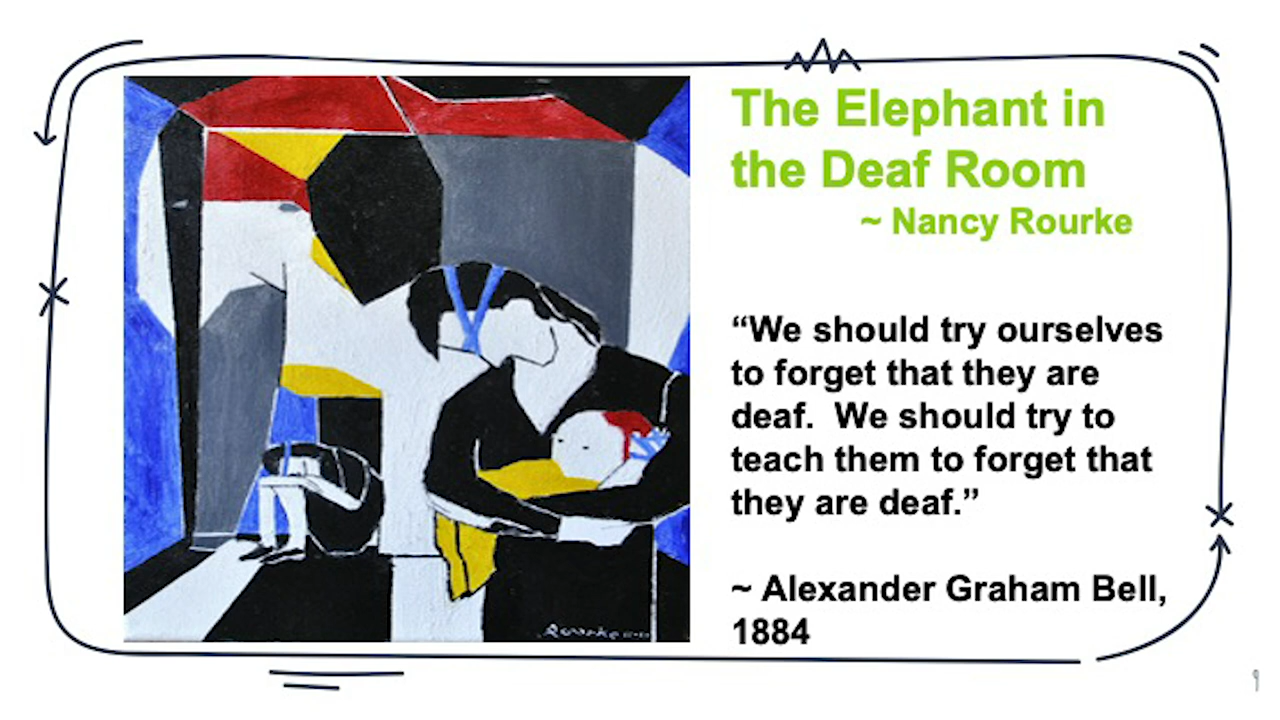 The Elephant in
the Deaf Room
~ Nancy Rourke
“We should try ourselves
to forget that they are
deaf.  We should try to
teach them to forget that
they are deaf.”
~ Alexander Graham Bell,
1884
9